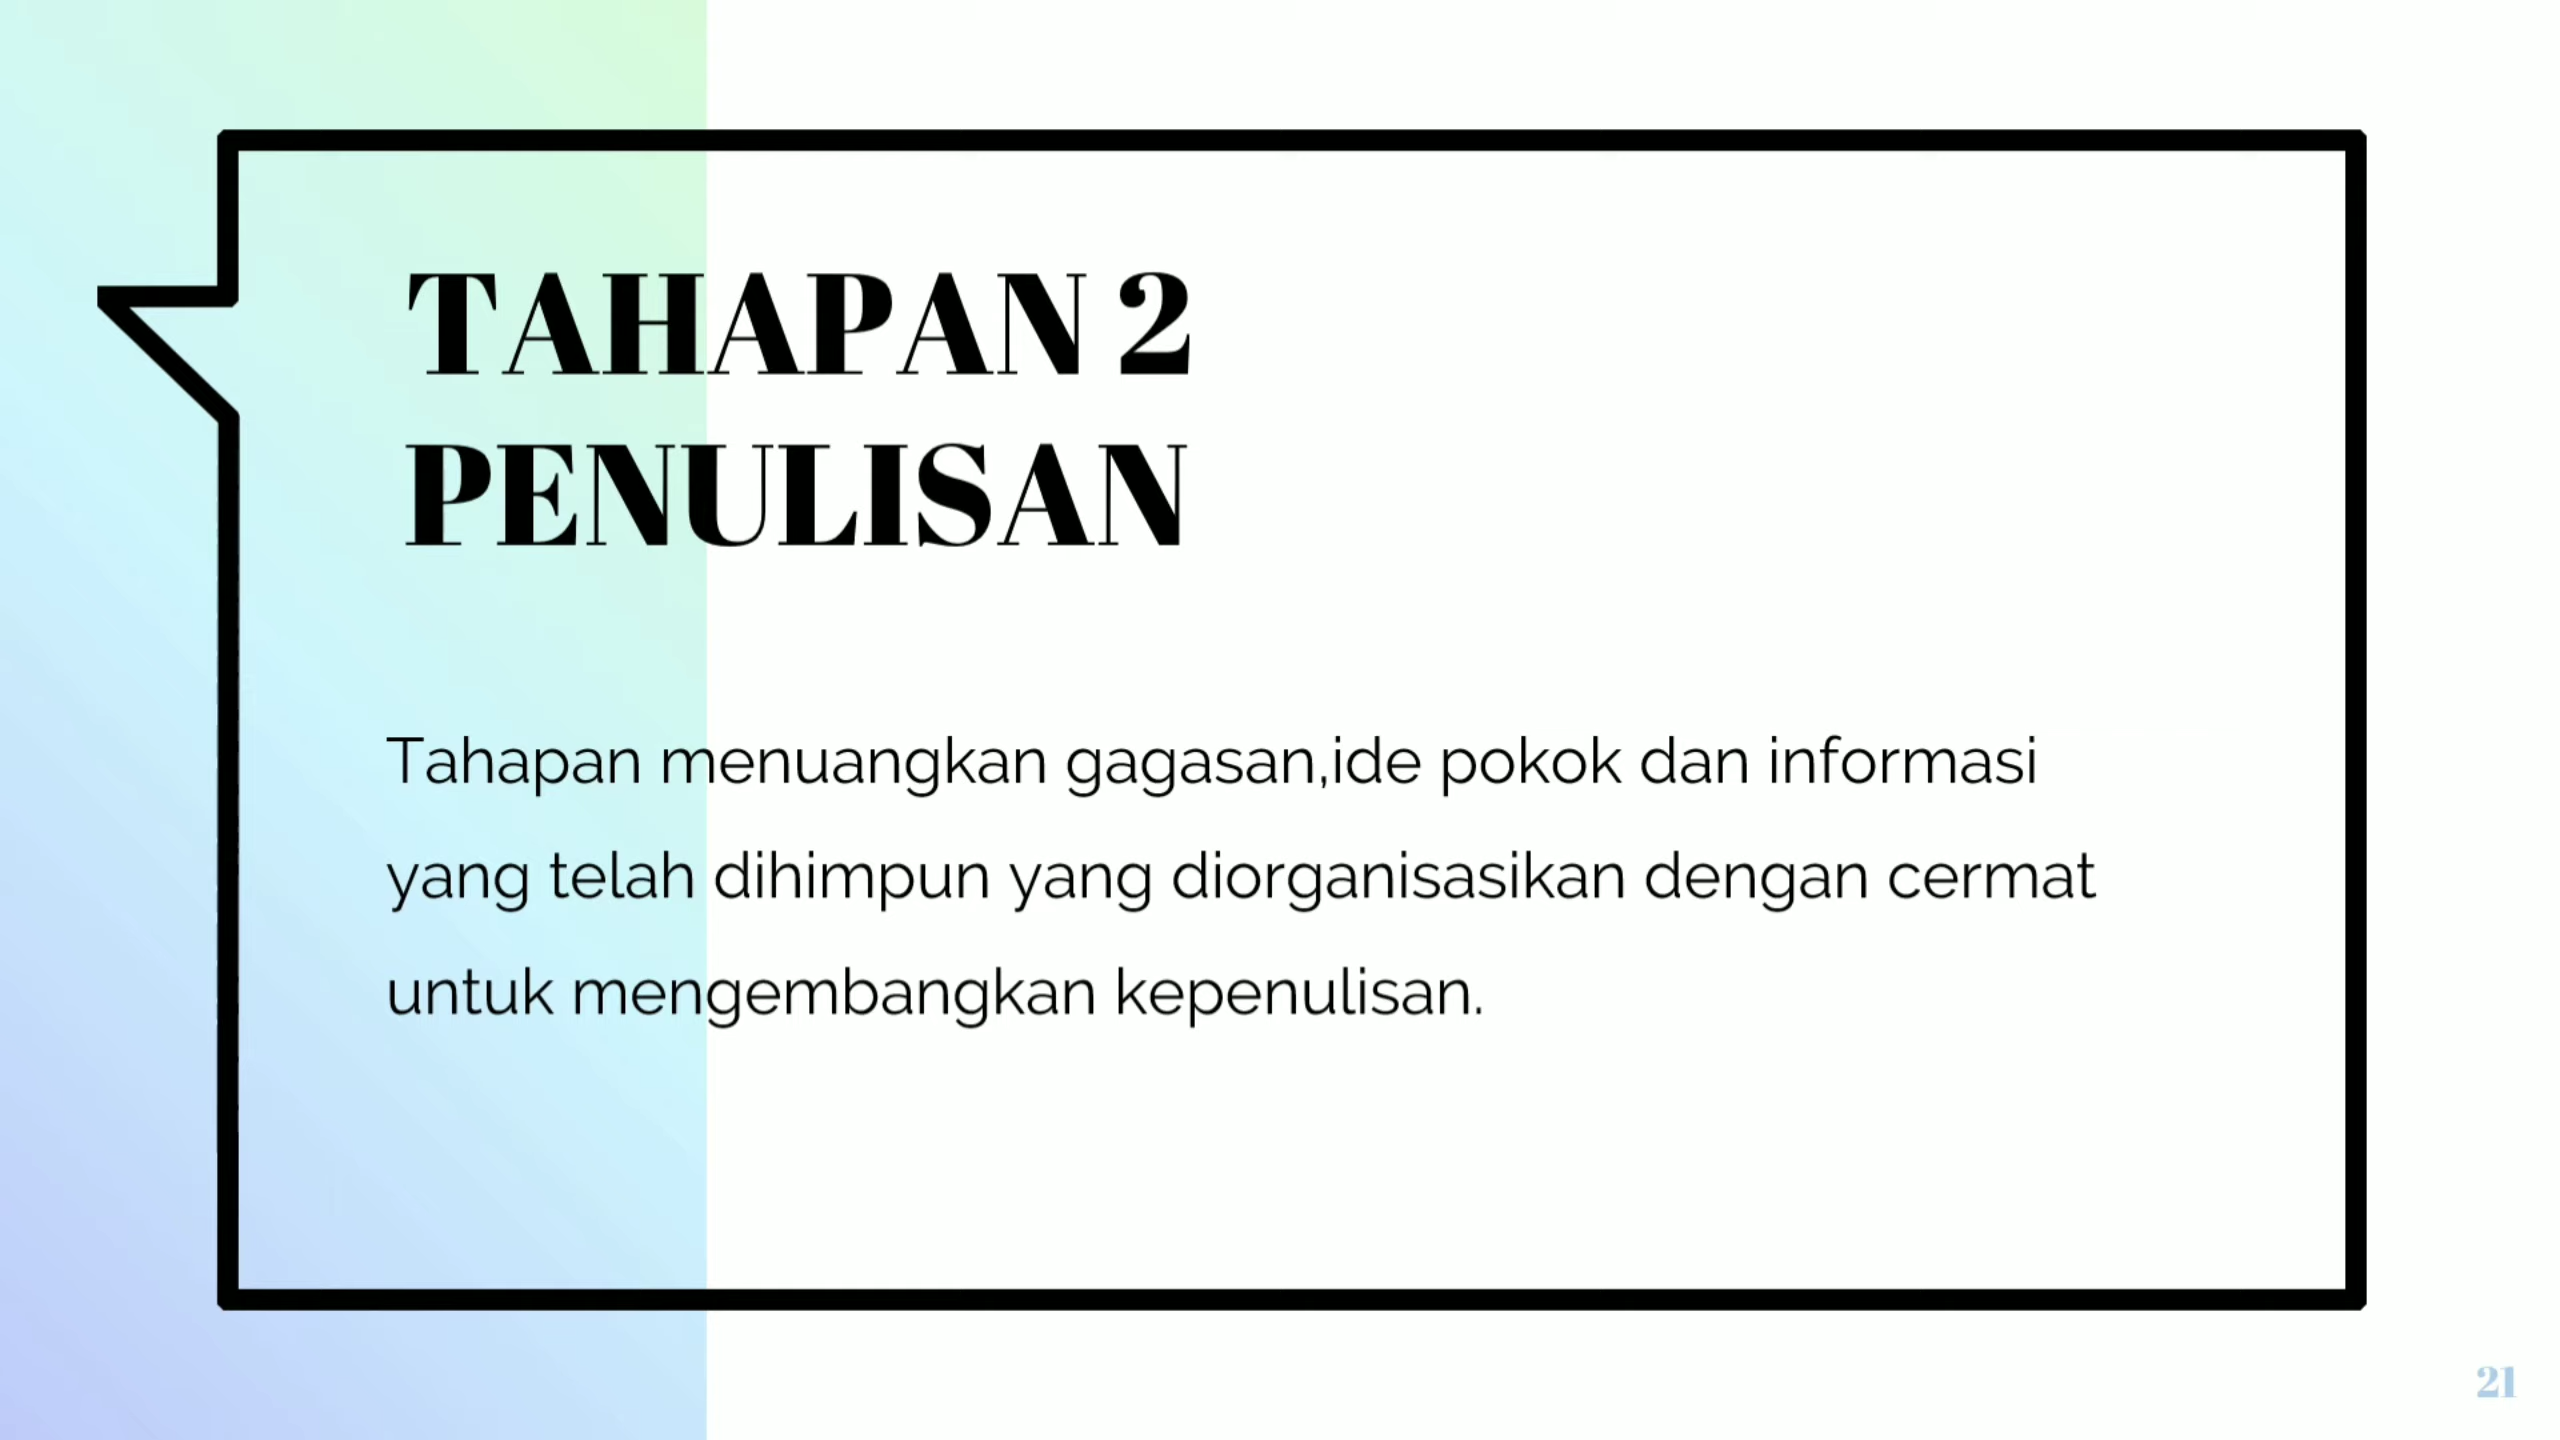 TAHAPAN 2
PENULISAN
Tahapan menuangkan gagasan,ide pokok dan informasi
yang telah dihimpun yang diorganisasikan dengan cermat
untuk mengembangkan kepenulisan.
21